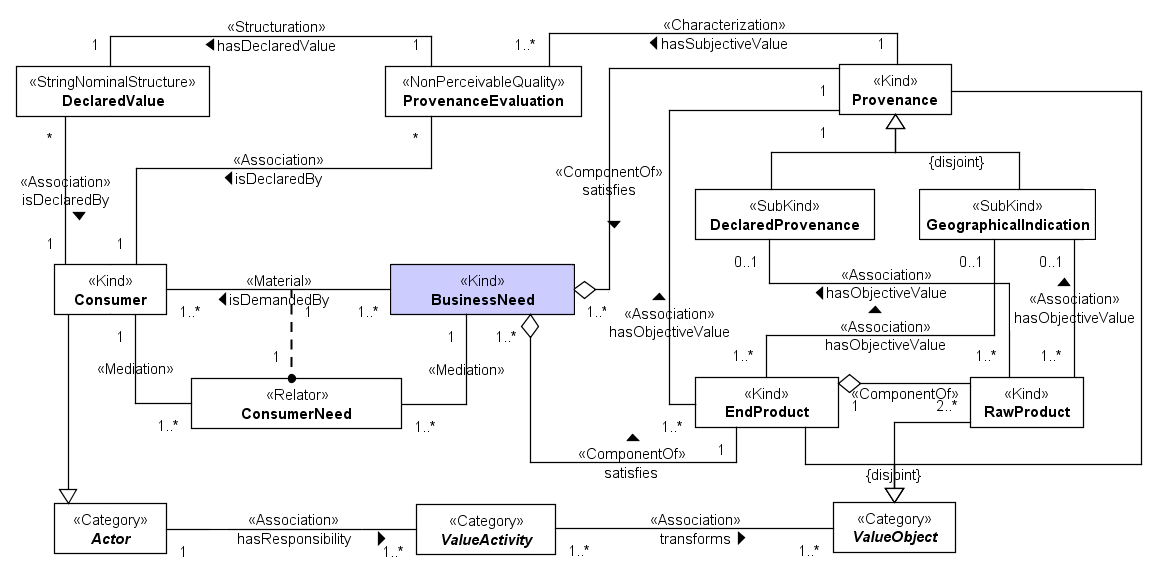 «Structuration»
1
◀hasDeclaredValue
1
«Characterization»
1..*
◀hasSubjectiveValue
1
«StringNominalStructure»
DeclaredValue
«NonPerceivableQuality»
ProvenanceEvaluation
«Kind»
Provenance
1
1
*
*
«Association»
◀isDeclaredBy
{disjoint}
«Association»
isDeclaredBy
▼
«ComponentOf»
satisfies
▼
«SubKind»
DeclaredProvenance
«SubKind»
GeographicalIndication
1
1
0..1
0..1
0..1
«Kind»
Consumer
«Material»
◀isDemandedBy
1..*
1
1..*
«Kind»
BusinessNeed
1..*
«Association»
◀hasObjectiveValue
▲
«Association»
hasObjectiveValue
▲
«Association»
hasObjectiveValue
▲
«Association»
hasObjectiveValue
1
1
1
1..*
1..*
1..*
1..*
«Mediation»
«Mediation»
«Relator»
ConsumerNeed
1..*
1..*
«Kind»
EndProduct
«ComponentOf»
1
2..*
«Kind»
RawProduct
1..*
▲
«ComponentOf»
satisfies
1
{disjoint}
«Category»
Actor
«Association»
hasResponsibility ▶
1
1..*
«Category»
ValueActivity
«Association»
transforms ▶
1..*
1..*
«Category»
ValueObject